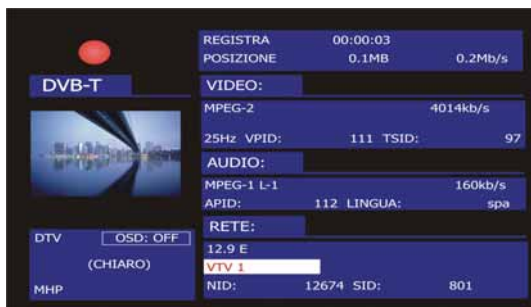 REGISTRA 00:00:03
POSIZIONE 0.1MB 0.2Mb/s
DVB-T
VIDEO:
MPEG-2 4014kb/s
25Hz VPID: 111 TSID: 97
AUDIO:
MPEG-1 L-1 160kb/s
APID: 112 LINGUA: spa
RETE:
12.9 E
VTV 1
NID: 12674 SID: 801
DTV OSD: OFF
(CHIARO)
MHP